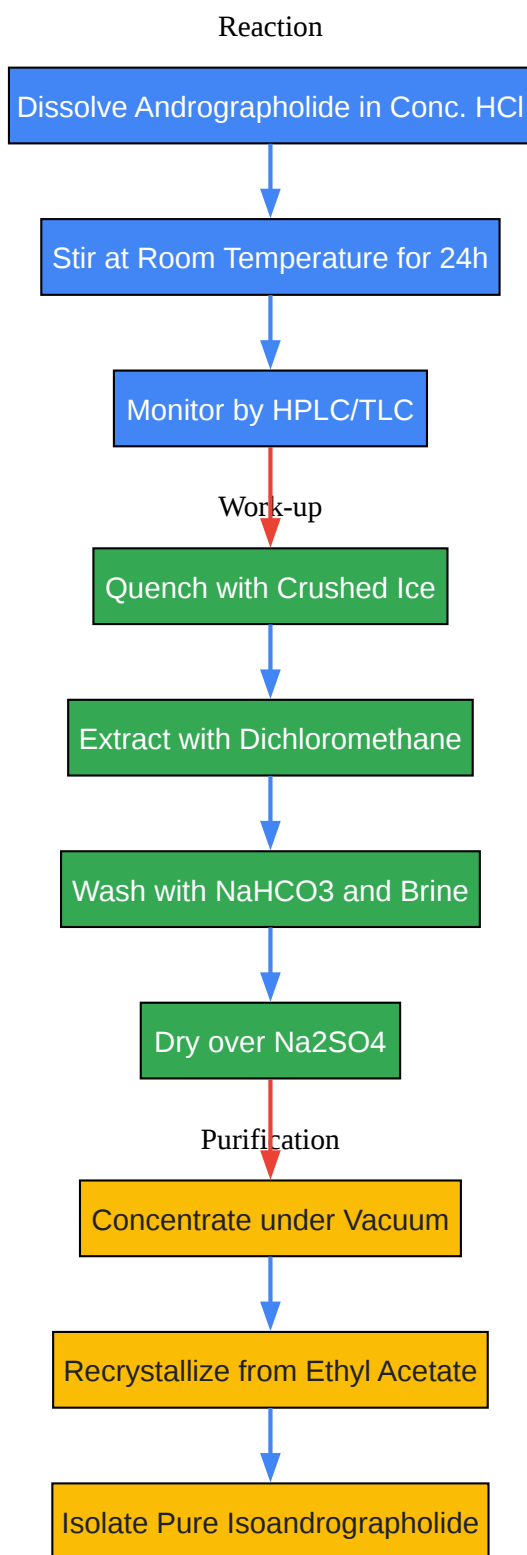 Reaction
Dissolve Andrographolide in Conc. HCl
Stir at Room Temperature for 24h
Monitor by HPLC/TLC
Work-up
Quench with Crushed Ice
Extract with Dichloromethane
Wash with NaHCO3 and Brine
Dry over Na2SO4
Purification
Concentrate under Vacuum
Recrystallize from Ethyl Acetate
Isolate Pure Isoandrographolide